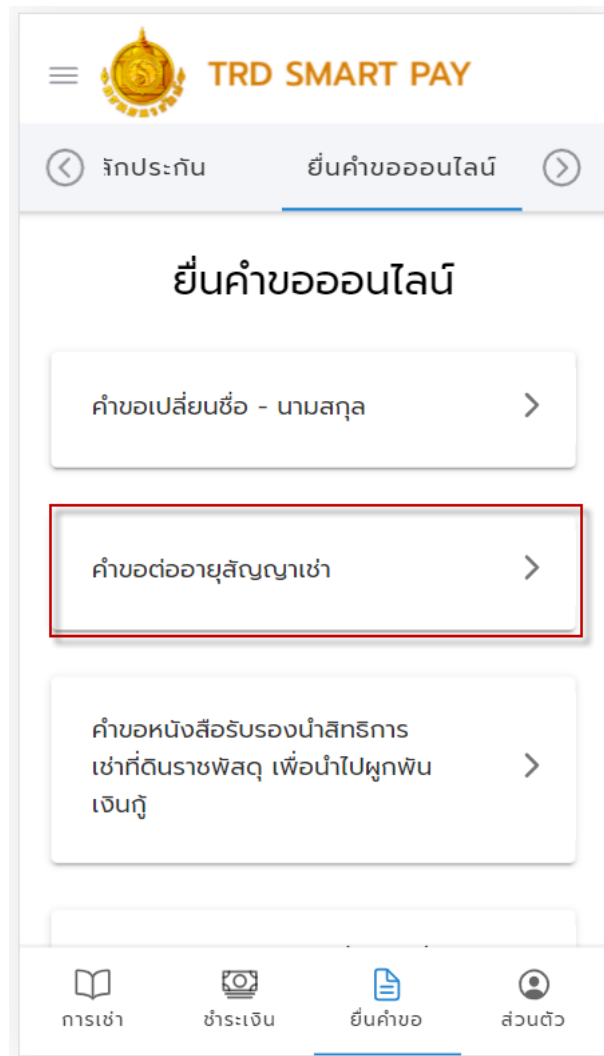 TRD SMART PAY
ลักประกัน ยื่นคำขอออนไลน์
ยื่นคำขอออนไลน์
คำขอเปลี่ยนชื่อ - นามสกุล
คำขอต่ออายุสัญญาเช่า
คำขอหนังสือรับรองนำสิทธิการ
เช่าที่ดินราชพัสดุ เพื่อนำไปผูกพัน
เงินกู้
การเช่า ชำระเงิน ยื่นคำขอ ส่วนตัว